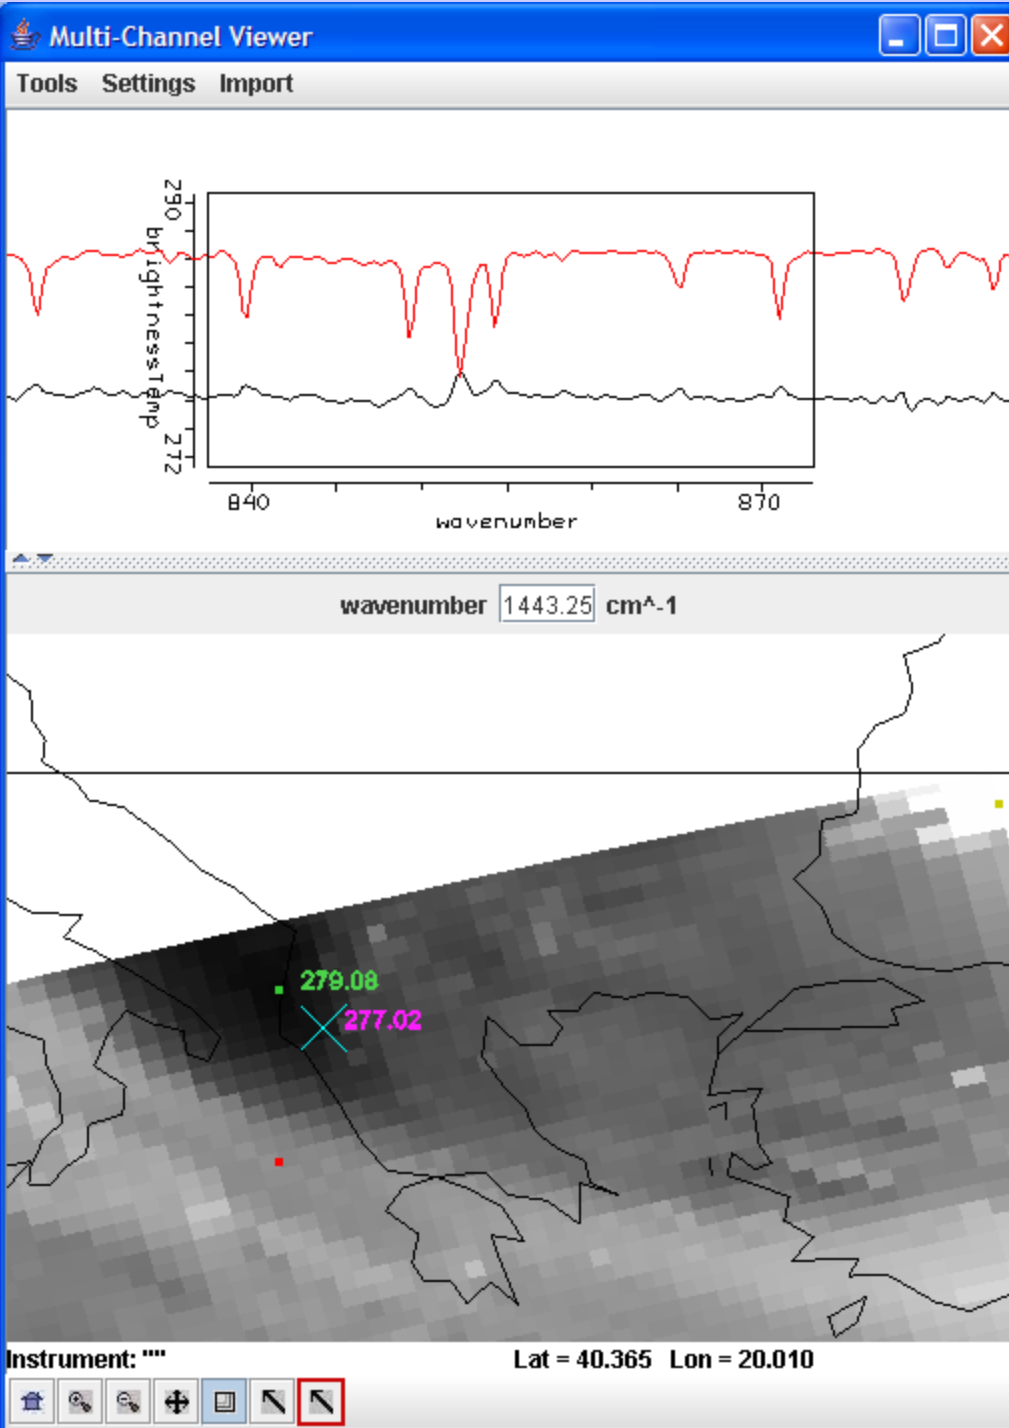 Multi-Channel Viewer
Tools Settings Import
290
brightnessTemp
272
840 870
wavenumber
wavenumber 1443.25 cm^-1
279.08
277.02
Instrument: "" Lat = 40.365 Lon = 20.010